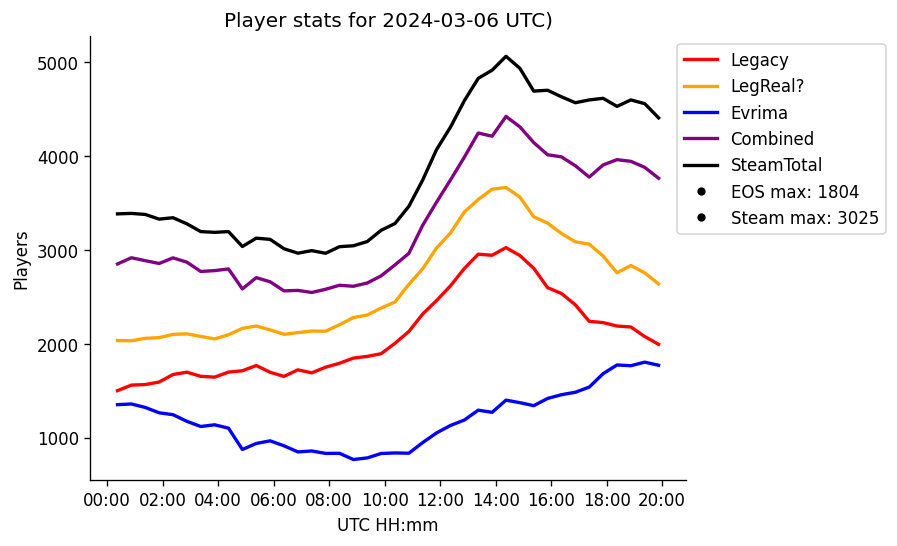 Player stats for 2024-03-06 UTC)
Legacy
LegReal?
Evrima
Combined
SteamTotal
EOS max: 1804
Steam max: 3025
Players
5000
4000
3000
2000
1000
00:00 02:00 04:00 06:00 08:00 10:00 12:00 14:00 16:00 18:00 20:00
UTC HH:mm